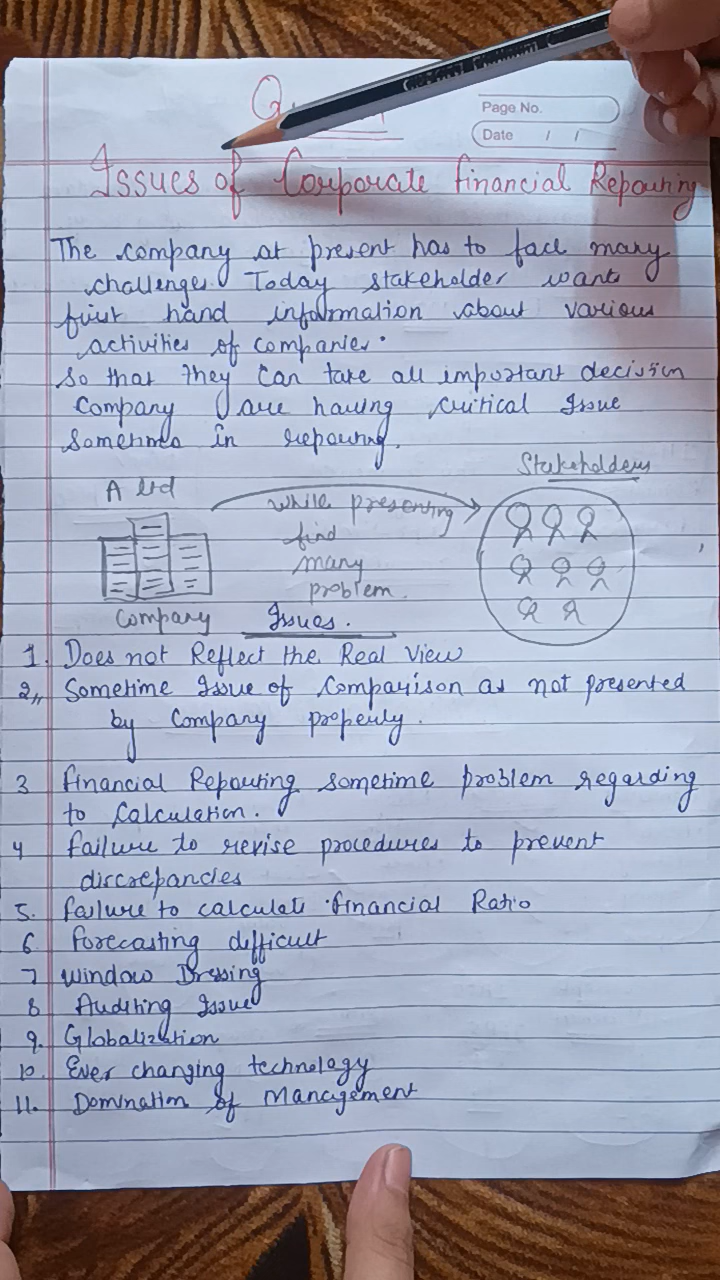 Q.
Page No.
Date / /
Issues of Corporate financial Reporting
The company at present has to face many
challenges. Today stakeholder wants
first hand information about various
activities of companies.
So that they can take all important decision
company are having critical Issue
sometimes in reporting.
Stakeholders
A ltd
while presenting
find
many
problem.
Company
Issues.
1. Does not Reflect the Real View
2,, Sometime Issue of Comparison as not presented
by Company properly.
3 financial Reporting sometime problem regarding
to Calculation.
4 failure to revise procedures to prevent
discrepancies
5. failure to calculate financial Ratio
6. forecasting difficult
7 Window Dressing
8 Auditing Issue
9. Globalization
10. Ever changing technology
11. Domination of Management